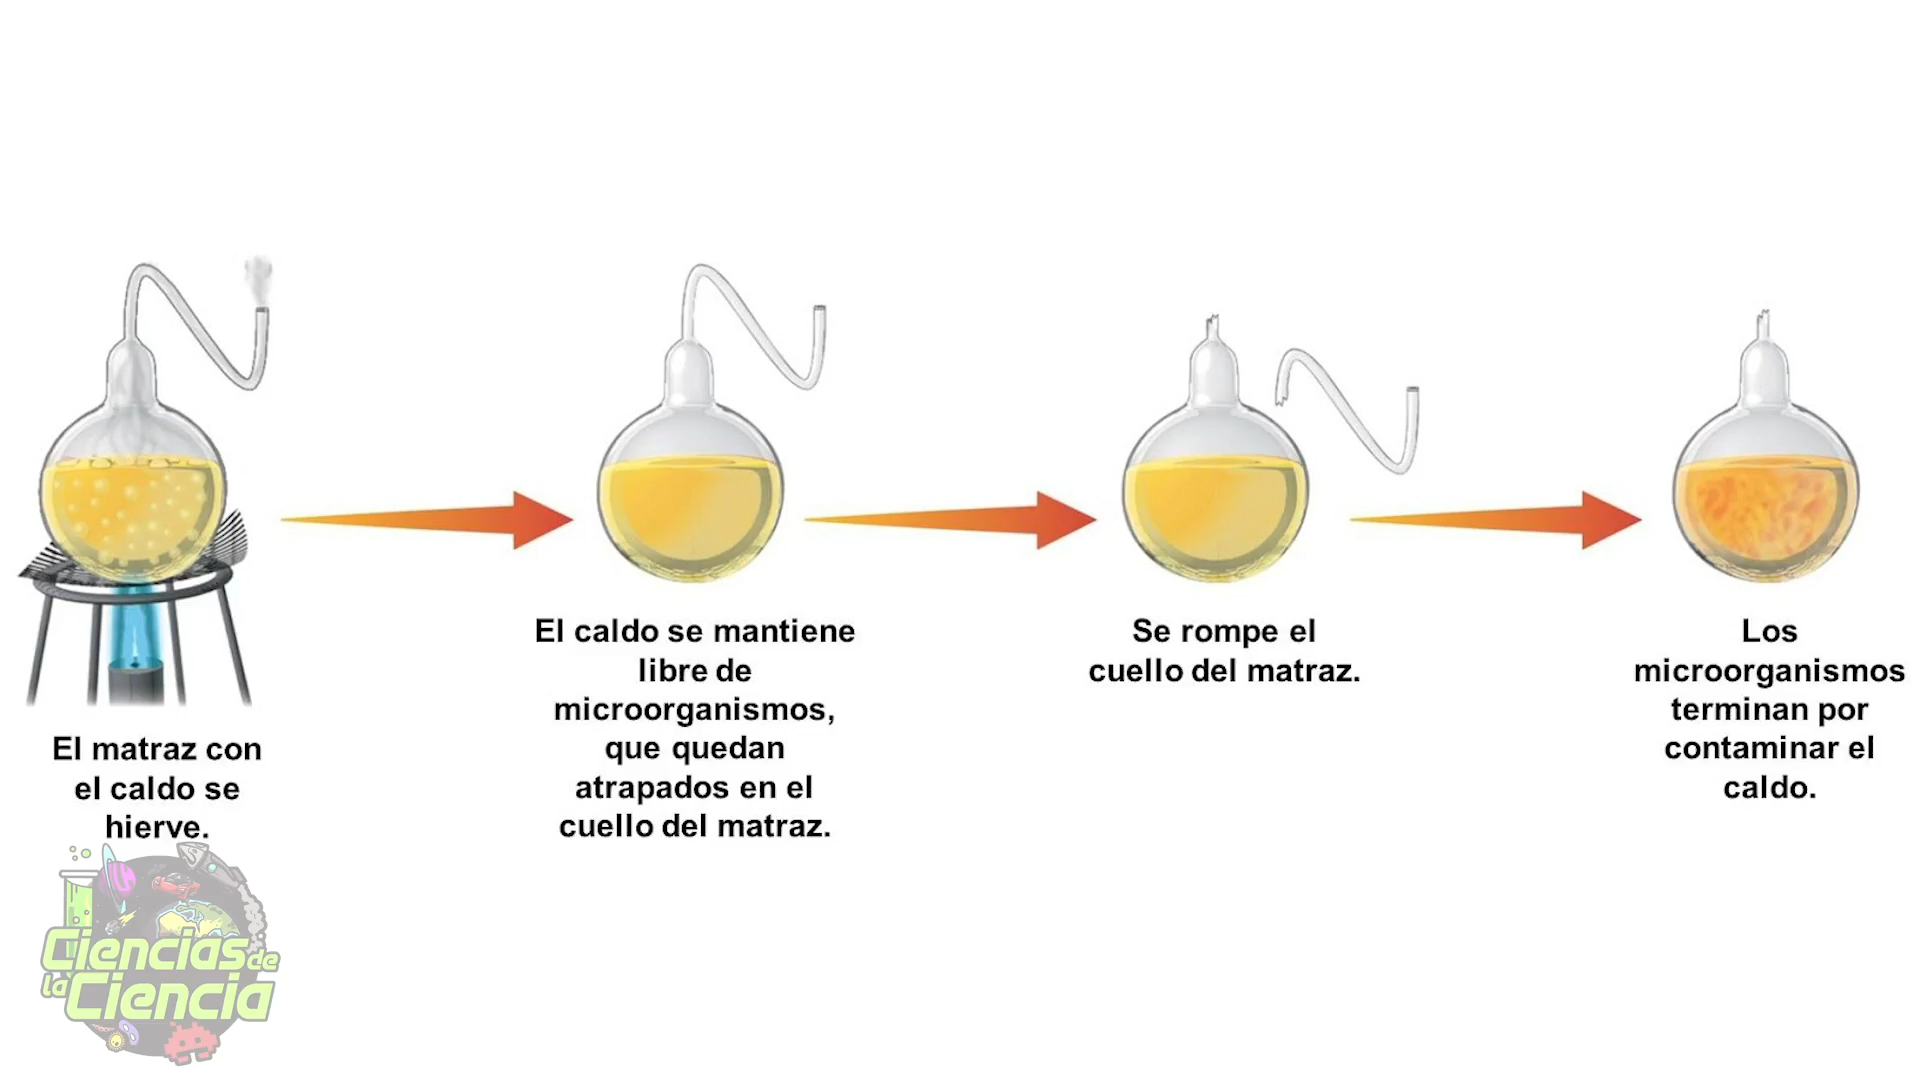 El matraz con
el caldo se
hierve.
El caldo se mantiene
libre de
microorganismos,
que quedan
atrapados en el
cuello del matraz.
Se rompe el
cuello del matraz.
Los
microorganismos
terminan por
contaminar el
caldo.
Ciencias de
la Ciencia